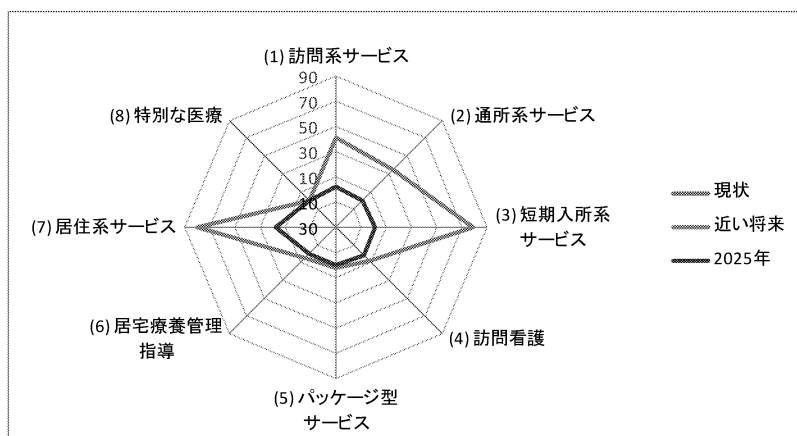 (1) 訪問系サービス
90
70
50
30
10
10
30
(2) 通所系サービス
(3) 短期入所系
サービス
(4) 訪問看護
(5) パッケージ型
サービス
(6) 居宅療養管理
指導
(7) 居住系サービス
(8) 特別な医療
現状
近い将来
2025年